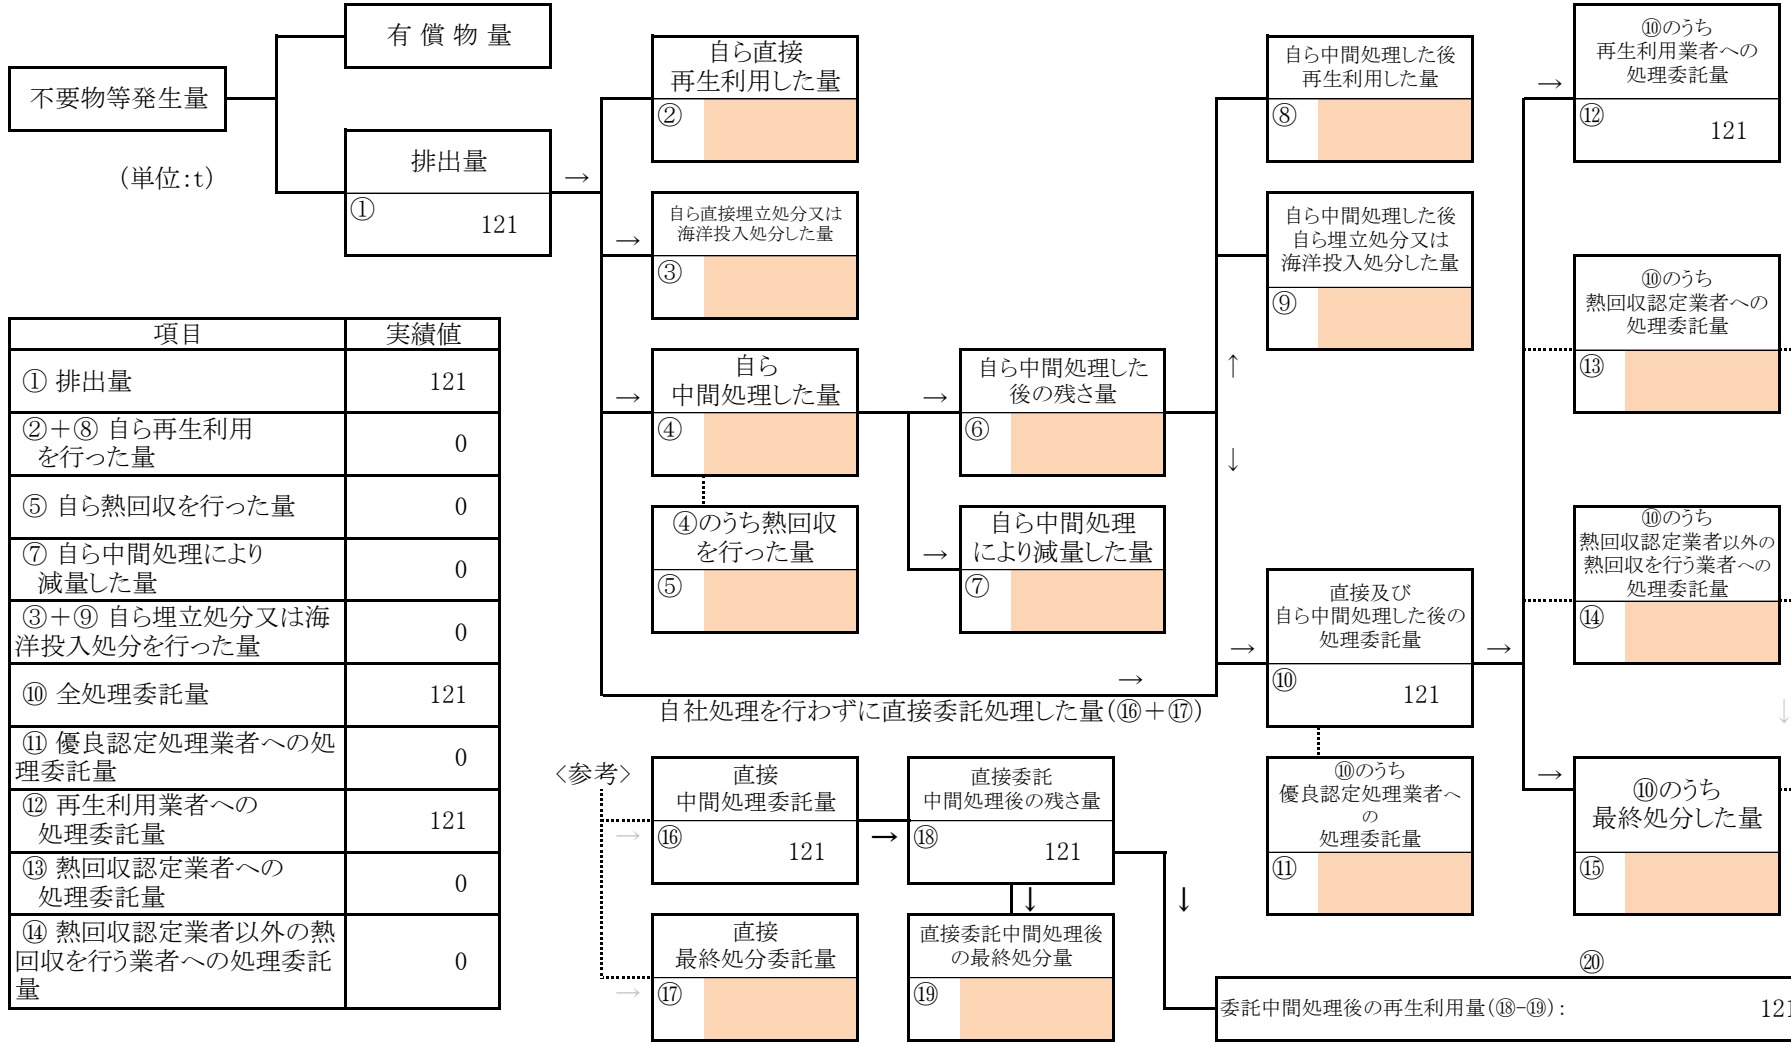 有 償 物 量
不要物等発生量
(単位:t)
排出量
①
121
→
自ら直接
再生利用した量
②
→
自ら直接埋立処分又は
海洋投入処分した量
③
→
自ら
中間処理した量
④
④のうち熱回収
を行った量
⑤
→
自ら中間処理した
後の残さ量
⑥
→
自ら中間処理
により減量した量
⑦
自ら中間処理した後
再生利用した量
⑧
自ら中間処理した後
自ら埋立処分又は
海洋投入処分した量
⑨
↑
↓
→
自社処理を行わずに直接委託処理した量(⑯+⑰)
→
直接及び
自ら中間処理した後の
処理委託量
⑩
121
→
⑩のうち
優良認定処理業者へ
の
処理委託量
⑪
→
⑩のうち
再生利用業者への
処理委託量
⑫
121
⑩のうち
熱回収認定業者への
処理委託量
⑬
⑩のうち
熱回収認定業者以外の
熱回収を行う業者への
処理委託量
⑭
↓
→
⑩のうち
最終処分した量
⑮
項目 実績値
① 排出量 121
②+⑧ 自ら再生利用
を行った量 0
⑤ 自ら熱回収を行った量 0
⑦ 自ら中間処理により
減量した量 0
③+⑨ 自ら埋立処分又は海
洋投入処分を行った量 0
⑩ 全処理委託量 121
⑪ 優良認定処理業者への処
理委託量 0
⑫ 再生利用業者への
処理委託量 121
⑬ 熱回収認定業者への
処理委託量 0
⑭ 熱回収認定業者以外の熱
回収を行う業者への処理委託
量 0
<参考>
→
直接
中間処理委託量
⑯
121
→
直接委託
中間処理後の残さ量
⑱
121
↓
↓
→
直接
最終処分委託量
⑰
直接委託中間処理後
の最終処分量
⑲
⑳
委託中間処理後の再生利用量(⑱-⑲): 121